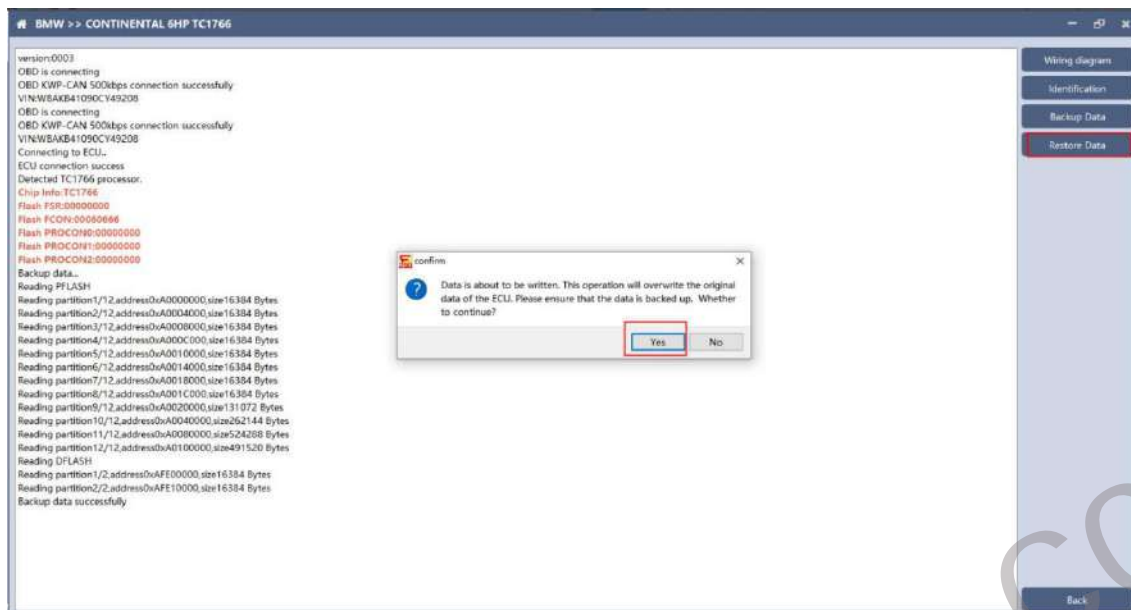 BMW >> CONTINENTAL 6HP TC1766
version:0003
OBD is connecting
OBD KWP-CAN 500kbps connection successfully
VIN:WBAKB41090CY49208
OBD is connecting
OBD KWP-CAN 500kbps connection successfully
VIN:WBAKB41090CY49208
Connecting to ECU..
ECU connection success
Detected TC1766 processor.
Chip Info:TC1766
Flash FSR:00000000
Flash FCON:00080666
Flash PROCON0:00000000
Flash PROCON1:00000000
Flash PROCON2:00000000
Backup data..
Reading PFLASH
Reading partition1/12,address0xA0000000,size16384 Bytes
Reading partition2/12,address0xA0004000,size16384 Bytes
Reading partition3/12,address0xA0008000,size16384 Bytes
Reading partition4/12,address0xA000C000,size16384 Bytes
Reading partition5/12,address0xA0010000,size16384 Bytes
Reading partition6/12,address0xA0014000,size16384 Bytes
Reading partition7/12,address0xA0018000,size16384 Bytes
Reading partition8/12,address0xA001C000,size16384 Bytes
Reading partition9/12,address0xA0020000,size131072 Bytes
Reading partition10/12,address0xA0040000,size262144 Bytes
Reading partition11/12,address0xA0080000,size524288 Bytes
Reading partition12/12,address0xA0100000,size491520 Bytes
Reading DFLASH
Reading partition1/2,address0xAFE00000,size16384 Bytes
Reading partition2/2,address0xAFE10000,size16384 Bytes
Backup data successfully
confirm
Data is about to be written. This operation will overwrite the original
data of the ECU. Please ensure that the data is backed up. Whether
to continue?
Yes
No
Wiring diagram
Identification
Backup Data
Restore Data
Back